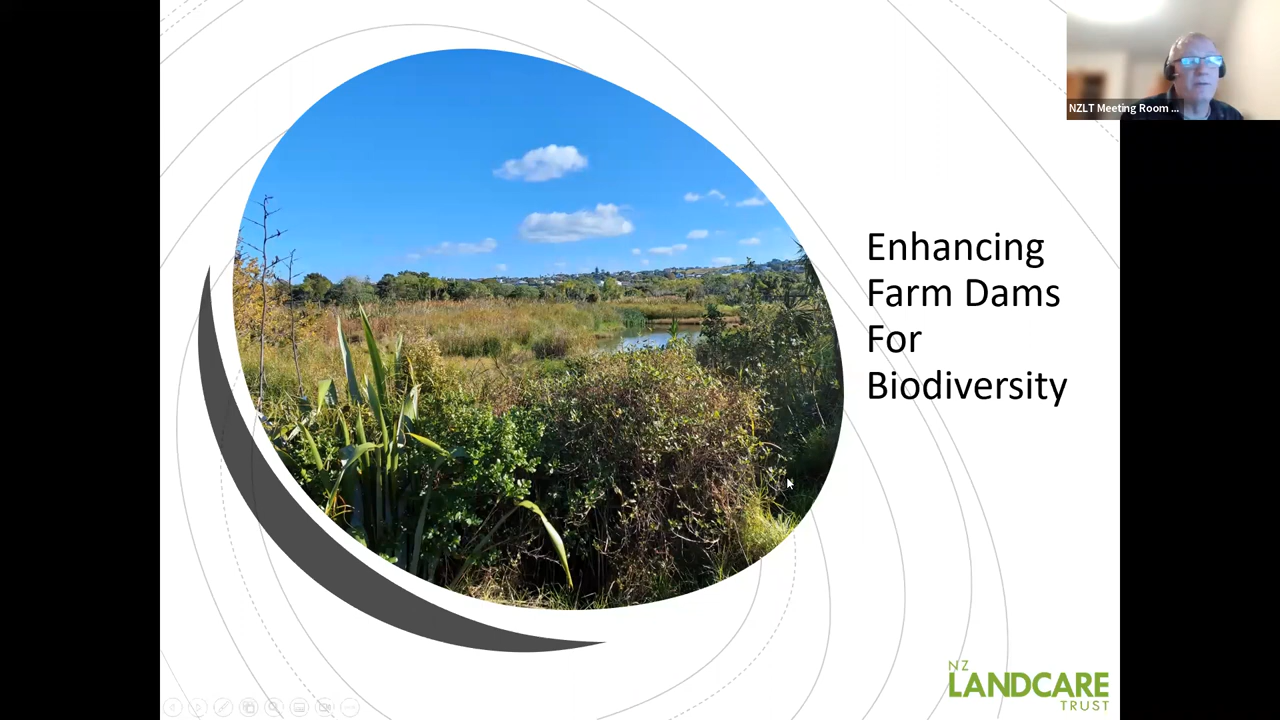 NZLT Meeting Room ...
Enhancing
Farm Dams
For
Biodiversity
NZ
LANDCARE
TRUST